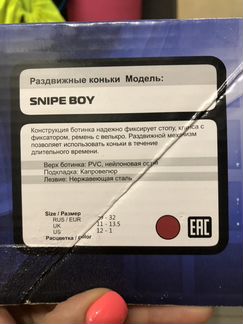 Раздвижные коньки Модель:
SNIPE BOY
Конструкция ботинка надежно фиксирует стопу, клипса с
фиксатором, ремень с велькро. Раздвижной механизм
позволяет использовать коньки в течение
длительного времени.
Верх ботинка: PVC, нейлоновая
Подкладка: Капровелюр
Лезвие: Нержавеющая сталь
Size / Размер
RUS / EUR - 32
UK 11 - 13.5
US 12 - 1
Расцветка / color
EAC